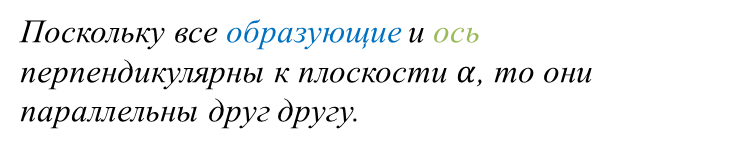 Поскольку все образующие и ось
перпендикулярны к плоскости α, то они
параллельны друг другу.